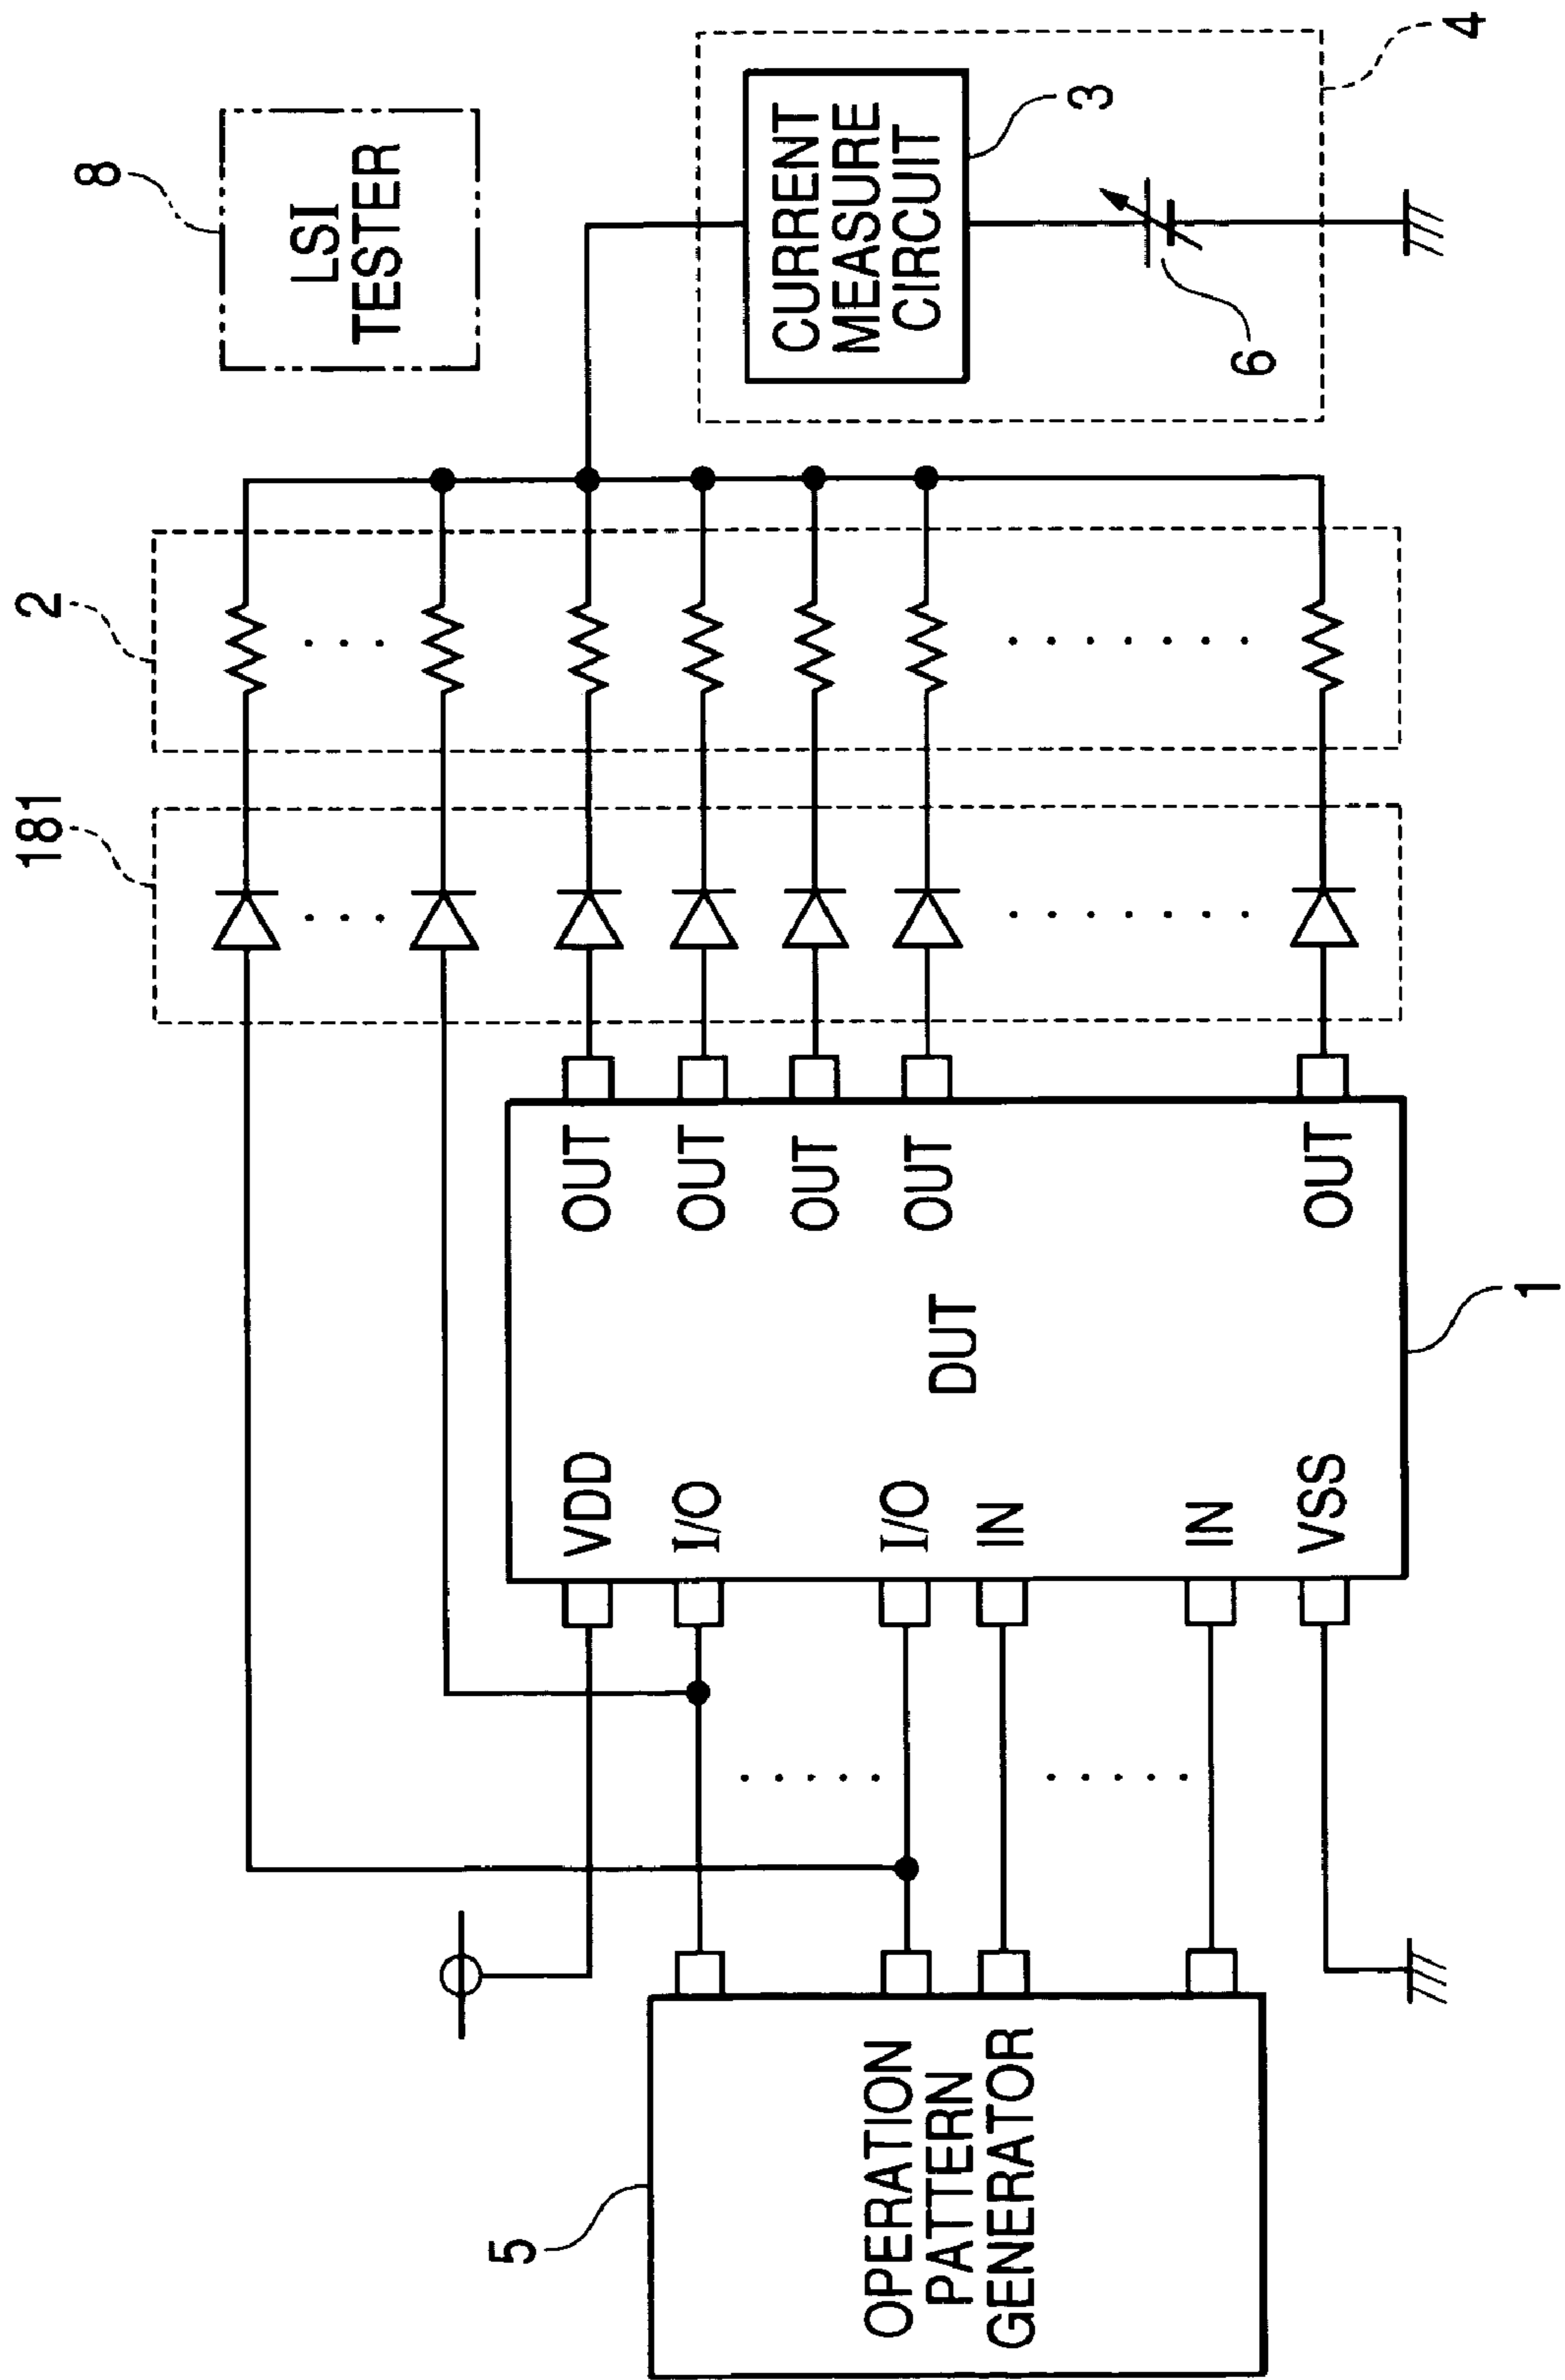 8
LSI
TESTER
2
181
4
CURRENT
MEASURE
CIRCUIT
3
6
5
OPERATION
PATTERN
GENERATOR
VDD
I/O
I/O
IN
IN
VSS
DUT
OUT
OUT
OUT
OUT
OUT
1